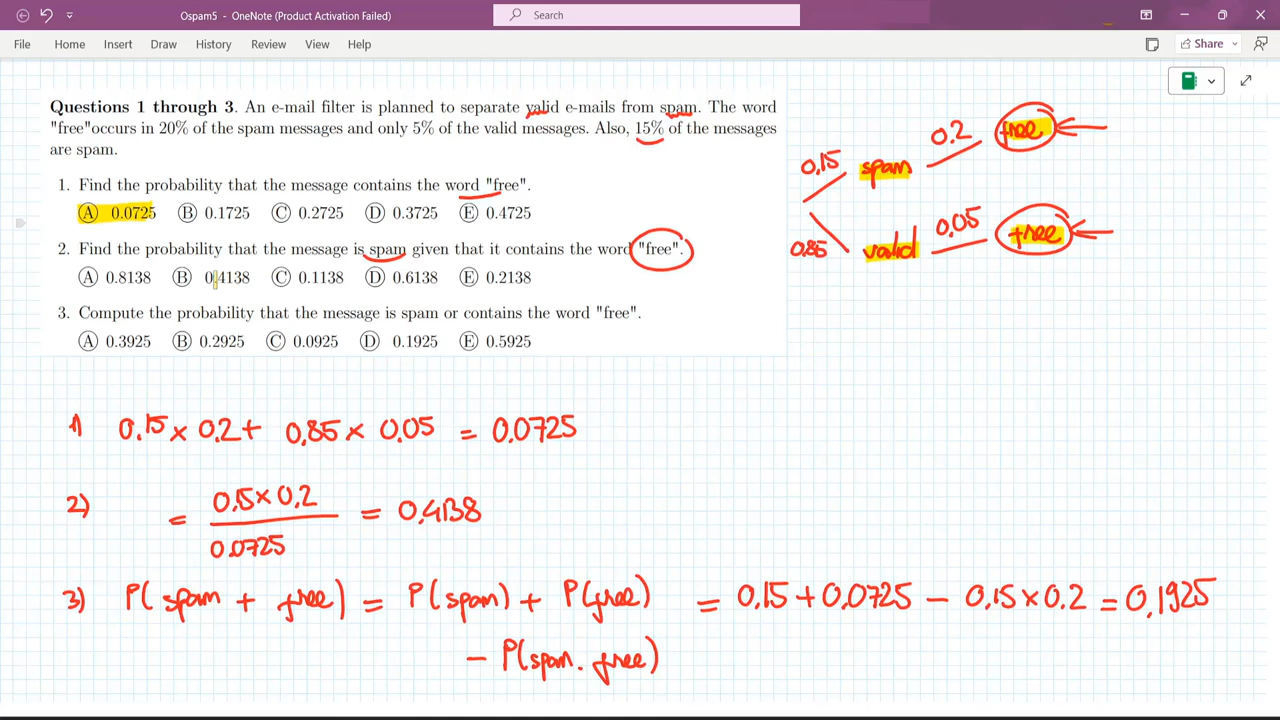 Ospam5 - OneNote (Product Activation Failed)
Search
File Home Insert Draw History Review View Help
Share
Questions 1 through 3. An e-mail filter is planned to separate valid e-mails from spam. The word
"free"occurs in 20% of the spam messages and only 5% of the valid messages. Also, 15% of the messages
are spam.
1. Find the probability that the message contains the word "free".
A 0.0725 B 0.1725 C 0.2725 D 0.3725 E 0.4725
2. Find the probability that the message is spam given that it contains the word "free".
A 0.8138 B 0.4138 C 0.1138 D 0.6138 E 0.2138
3. Compute the probability that the message is spam or contains the word "free".
A 0.3925 B 0.2925 C 0.0925 D 0.1925 E 0.5925
0.15 spam 0.2 free
0.85 valid 0.05 free
1) 0.15 × 0.2 + 0.85 × 0.05 = 0.0725
2) = 0.15 × 0.2 = 0.4138
0.0725
3) P(spam + free) = P(spam) + P(free) = 0.15 + 0.0725 - 0.15 × 0.2 = 0.1925
- P(spam. free)